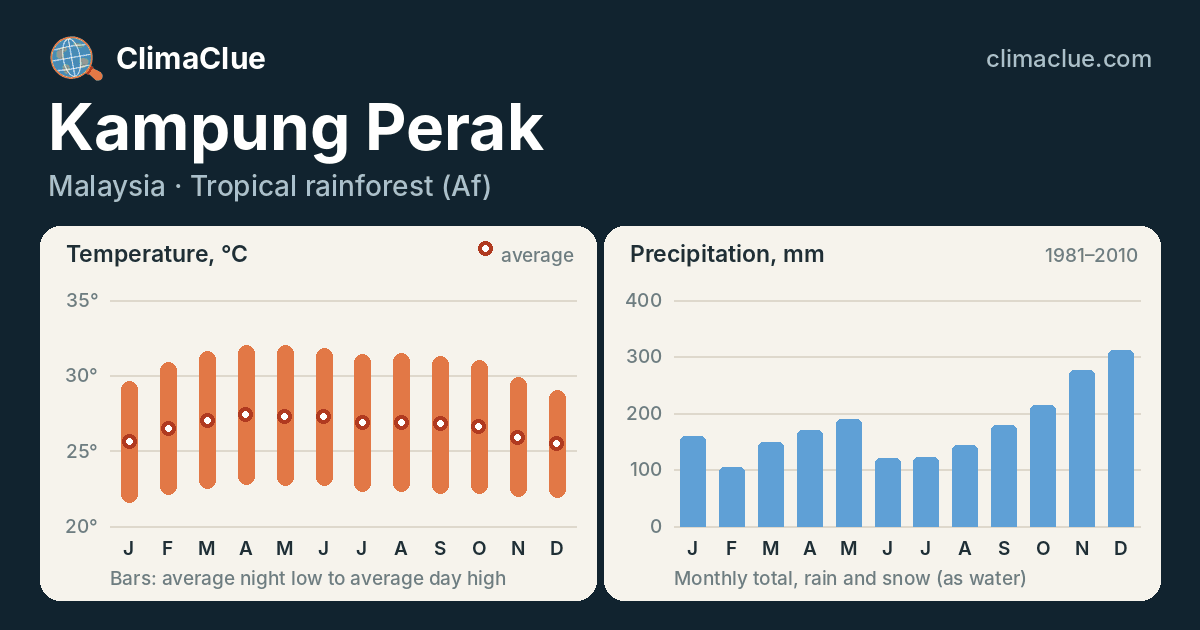 ClimaClue
climaclue.com
Kampung Perak
Malaysia · Tropical rainforest (Af)
Temperature, °C
average
35°
30°
25°
20°
J F M A M J J A S O N D
Bars: average night low to average day high
Precipitation, mm
1981–2010
400
300
200
100
0
J F M A M J J A S O N D
Monthly total, rain and snow (as water)